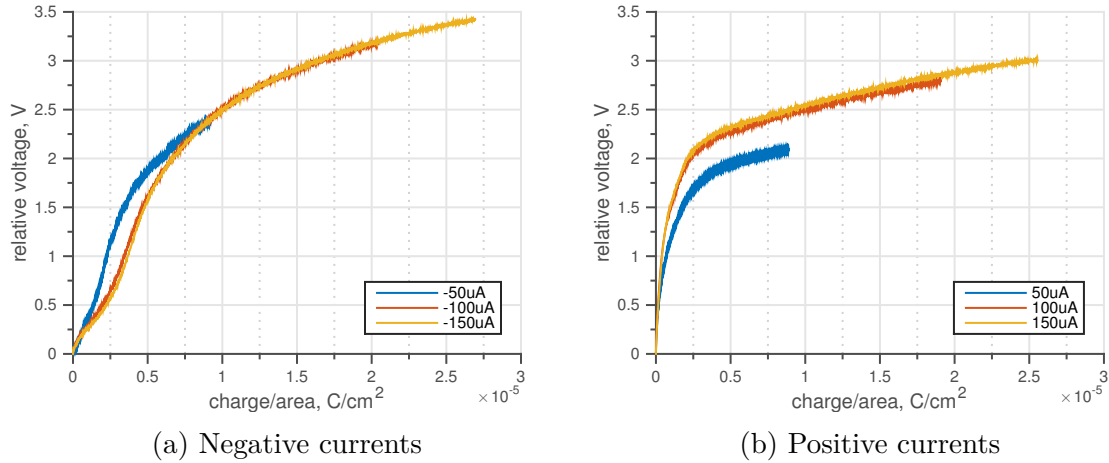 3.5
3
2.5
2
1.5
1
0.5
0
relative voltage, V
-50uA
-100uA
-150uA
0 0.5 1 1.5 2 2.5 3
charge/area, C/cm²
×10⁻⁵
(a) Negative currents
3.5
3
2.5
2
1.5
1
0.5
0
relative voltage, V
50uA
100uA
150uA
0 0.5 1 1.5 2 2.5 3
charge/area, C/cm²
×10⁻⁵
(b) Positive currents